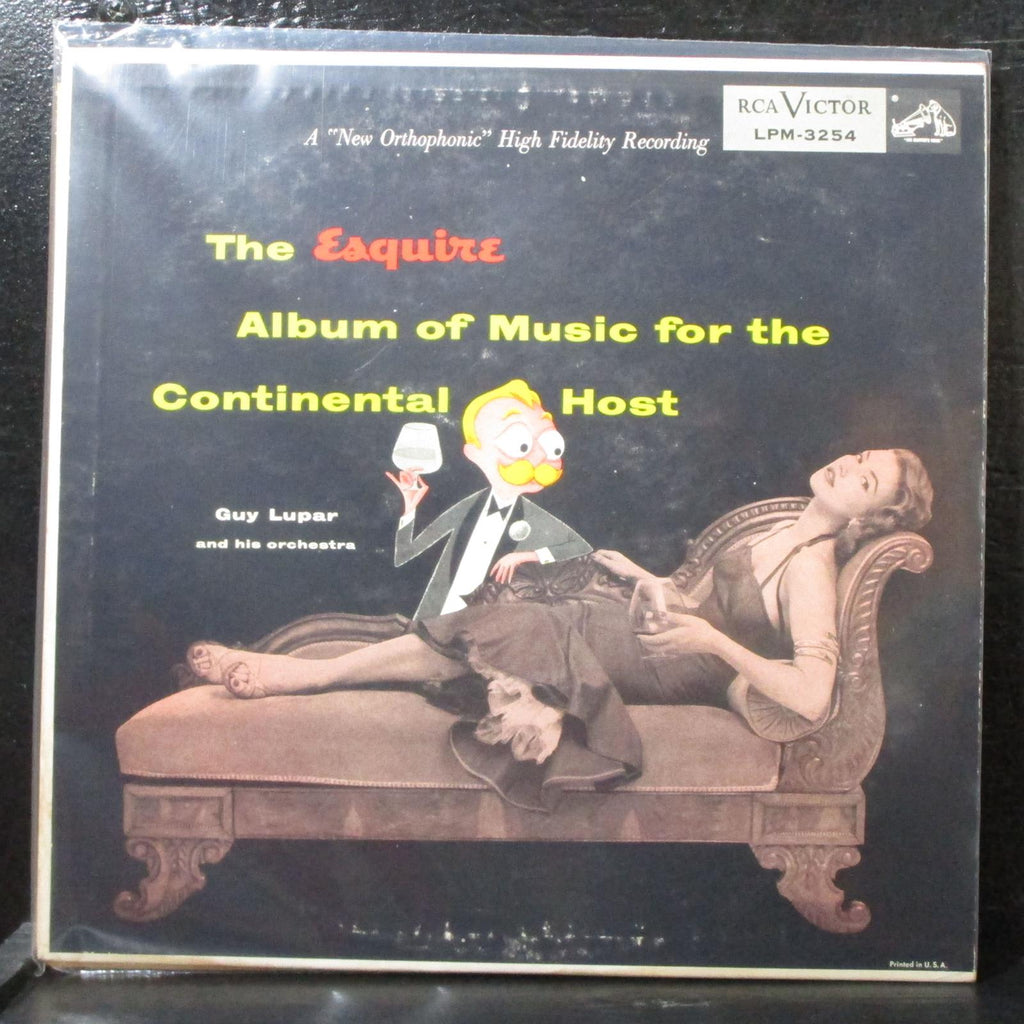 A "New Orthophonic" High Fidelity Recording
RCA VICTOR
LPM-3254
The Esquire
Album of Music for the
Continental Host
Guy Lupar
and his orchestra
Printed in U. S. A.